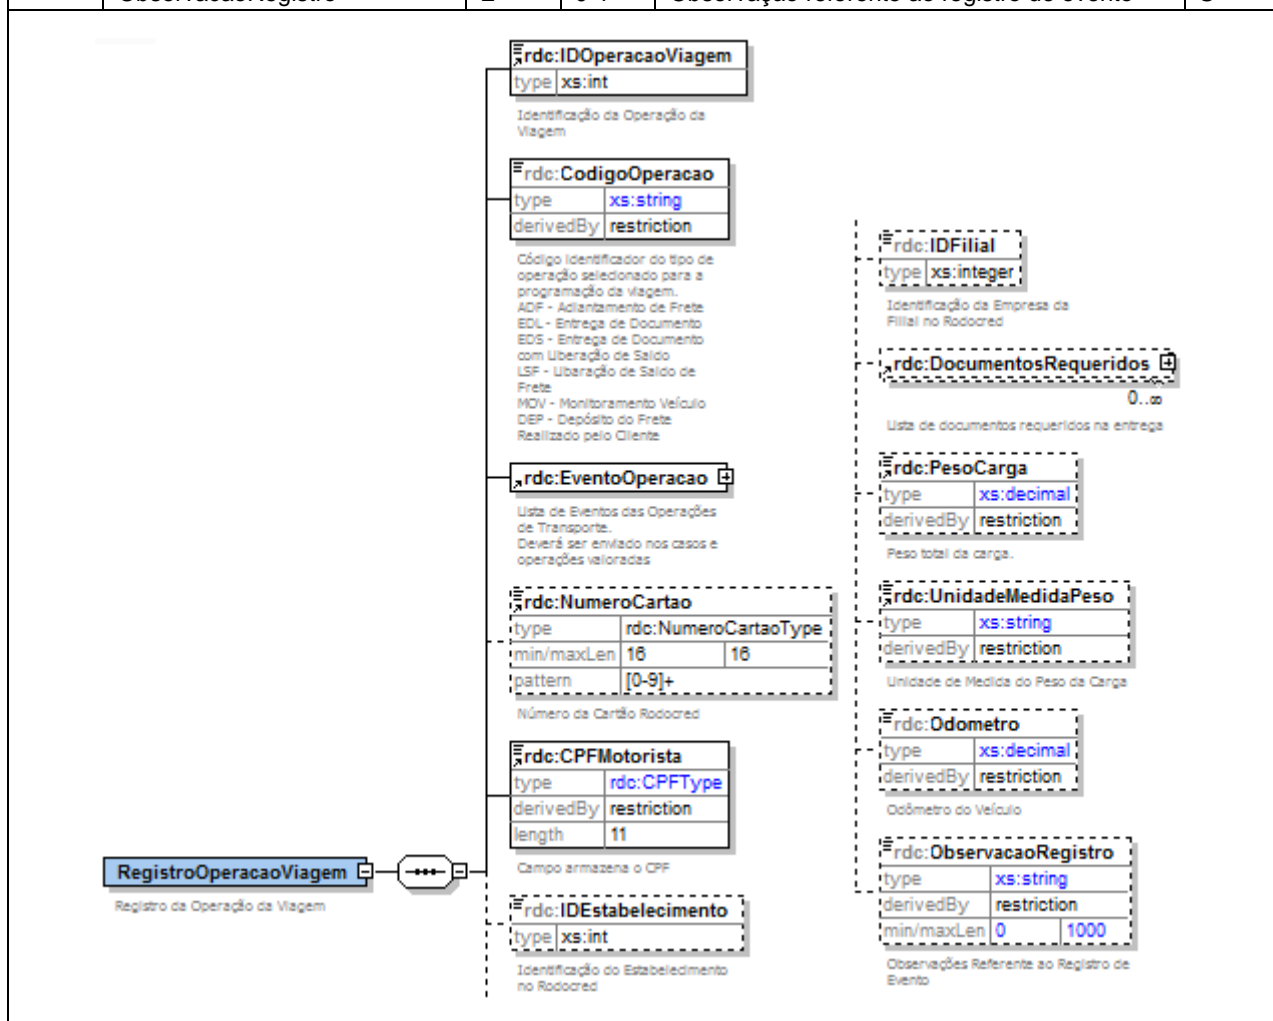 ObservacaoRegistro E 0-1 Observação referente ao registro do evento S
rdc:IDOperacaoViagem
type xs:int
Identificação da Operação da
Viagem
rdc:CodigoOperacao
type xs:string
derivedBy restriction
Código identificador do tipo de
operação selecionado para a
programação da viagem.
ADF - Adiantamento de Frete
EDL - Entrega de Documento
EDS - Entrega de Documento
com Liberação de Saldo
LSF - Libaração de Saldo de
Frete
MOV - Monitoramento Veículo
DEP - Depósito do Frete
Realizado pelo Cliente
rdc:EventoOperacao
Lista de Eventos das Operações
de Transporte.
Deverá ser enviado nos casos e
operações valoradas
rdc:NumeroCartao
type rdc:NumeroCartaoType
min/maxLen 16 16
pattern [0-9]+
Número da Cartão Rodocred
rdc:CPFMotorista
type rdc:CPFType
derivedBy restriction
length 11
Campo armazena o CPF
RegistroOperacaoViagem
Registro da Operação da Viagem
rdc:IDEstabelecimento
type xs:int
Identificação do Estabelecimento
no Rodocred
rdc:IDFilial
type xs:integer
Identificação da Empresa da
Filial no Rodocred
rdc:DocumentosRequeridos
0..∞
Lista de documentos requeridos na entrega
rdc:PesoCarga
type xs:decimal
derivedBy restriction
Peso total da carga.
rdc:UnidadeMedidaPeso
type xs:string
derivedBy restriction
Unidade de Medida do Peso da Carga
rdc:Odometro
type xs:decimal
derivedBy restriction
Odômetro do Veículo
rdc:ObservacaoRegistro
type xs:string
derivedBy restriction
min/maxLen 0 1000
Observações Referente ao Registro de
Evento